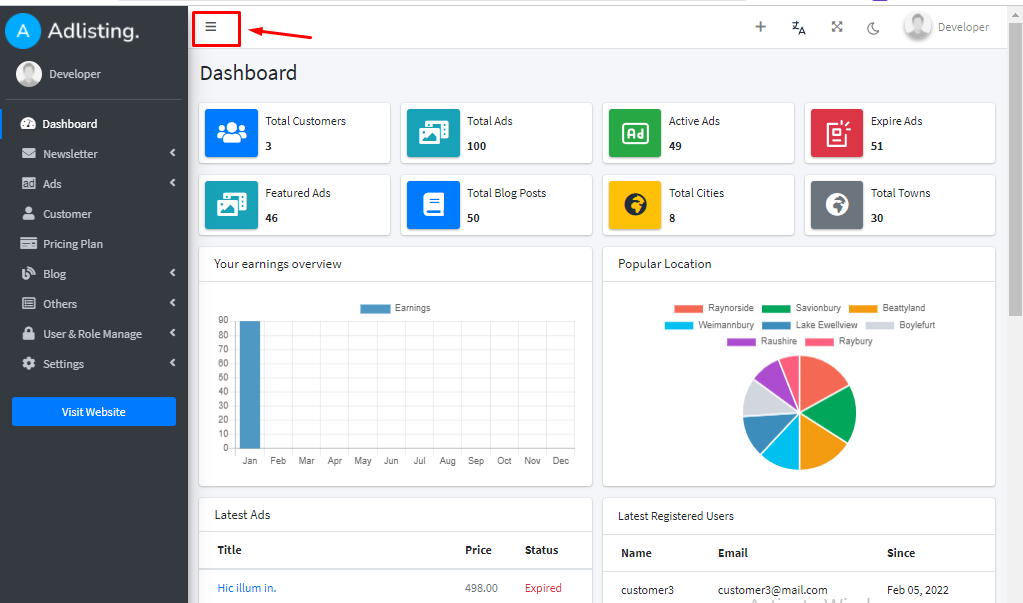 A Adlisting.
Developer
Developer
Dashboard
Newsletter
Ads
Customer
Pricing Plan
Blog
Others
User & Role Manage
Settings
Visit Website
Dashboard
Total Customers
3
Total Ads
100
Active Ads
49
Expire Ads
51
Featured Ads
46
Total Blog Posts
50
Total Cities
8
Total Towns
30
Your earnings overview
Earnings
90
80
70
60
50
40
30
20
10
0
Jan Feb Mar Apr May Jun Jul Aug Sep Oct Nov Dec
Popular Location
Raynorside Savionbury Beattyland
Weimannbury Lake Ewellview Boylefurt
Raushire Raybury
Latest Ads
Title Price Status
Hic illum in. 498.00 Expired
Latest Registered Users
Name Email Since
customer3 customer3@mail.com Feb 05, 2022